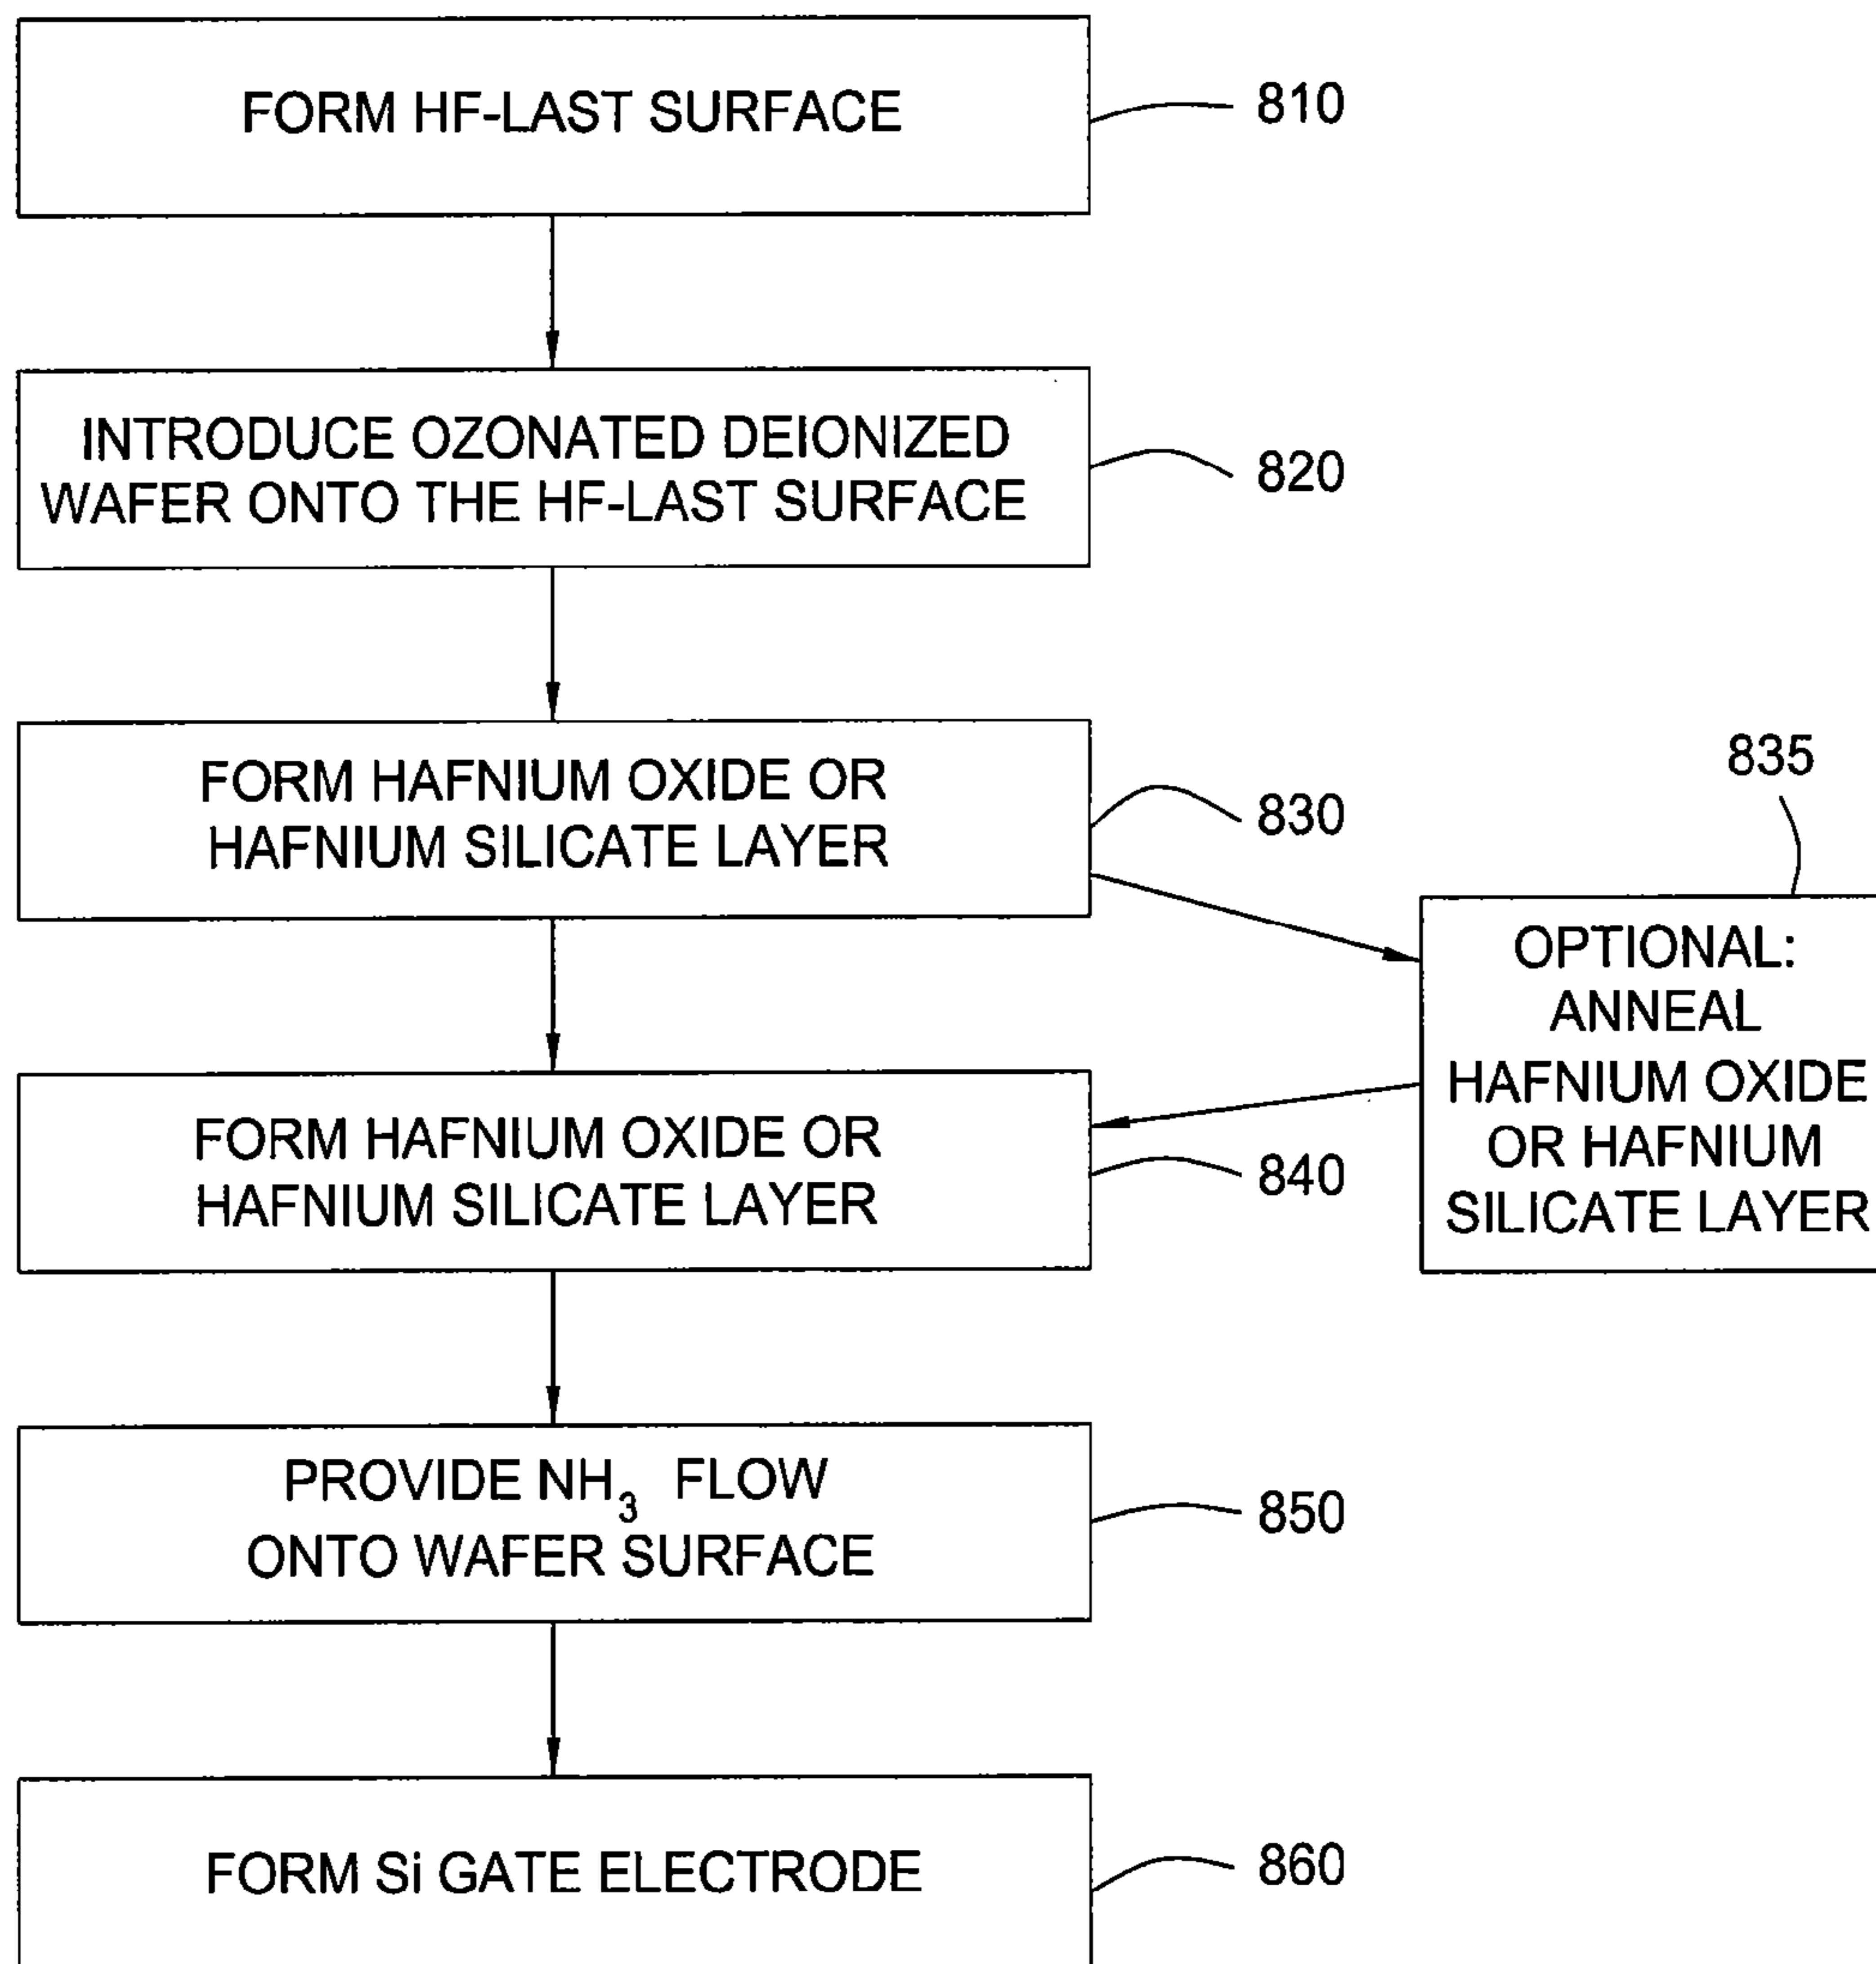 FORM HF-LAST SURFACE
810
INTRODUCE OZONATED DEIONIZED
WAFER ONTO THE HF-LAST SURFACE
820
FORM HAFNIUM OXIDE OR
HAFNIUM SILICATE LAYER
830
835
OPTIONAL:
ANNEAL
HAFNIUM OXIDE
OR HAFNIUM
SILICATE LAYER
FORM HAFNIUM OXIDE OR
HAFNIUM SILICATE LAYER
840
PROVIDE NH₃ FLOW
ONTO WAFER SURFACE
850
FORM Si GATE ELECTRODE
860